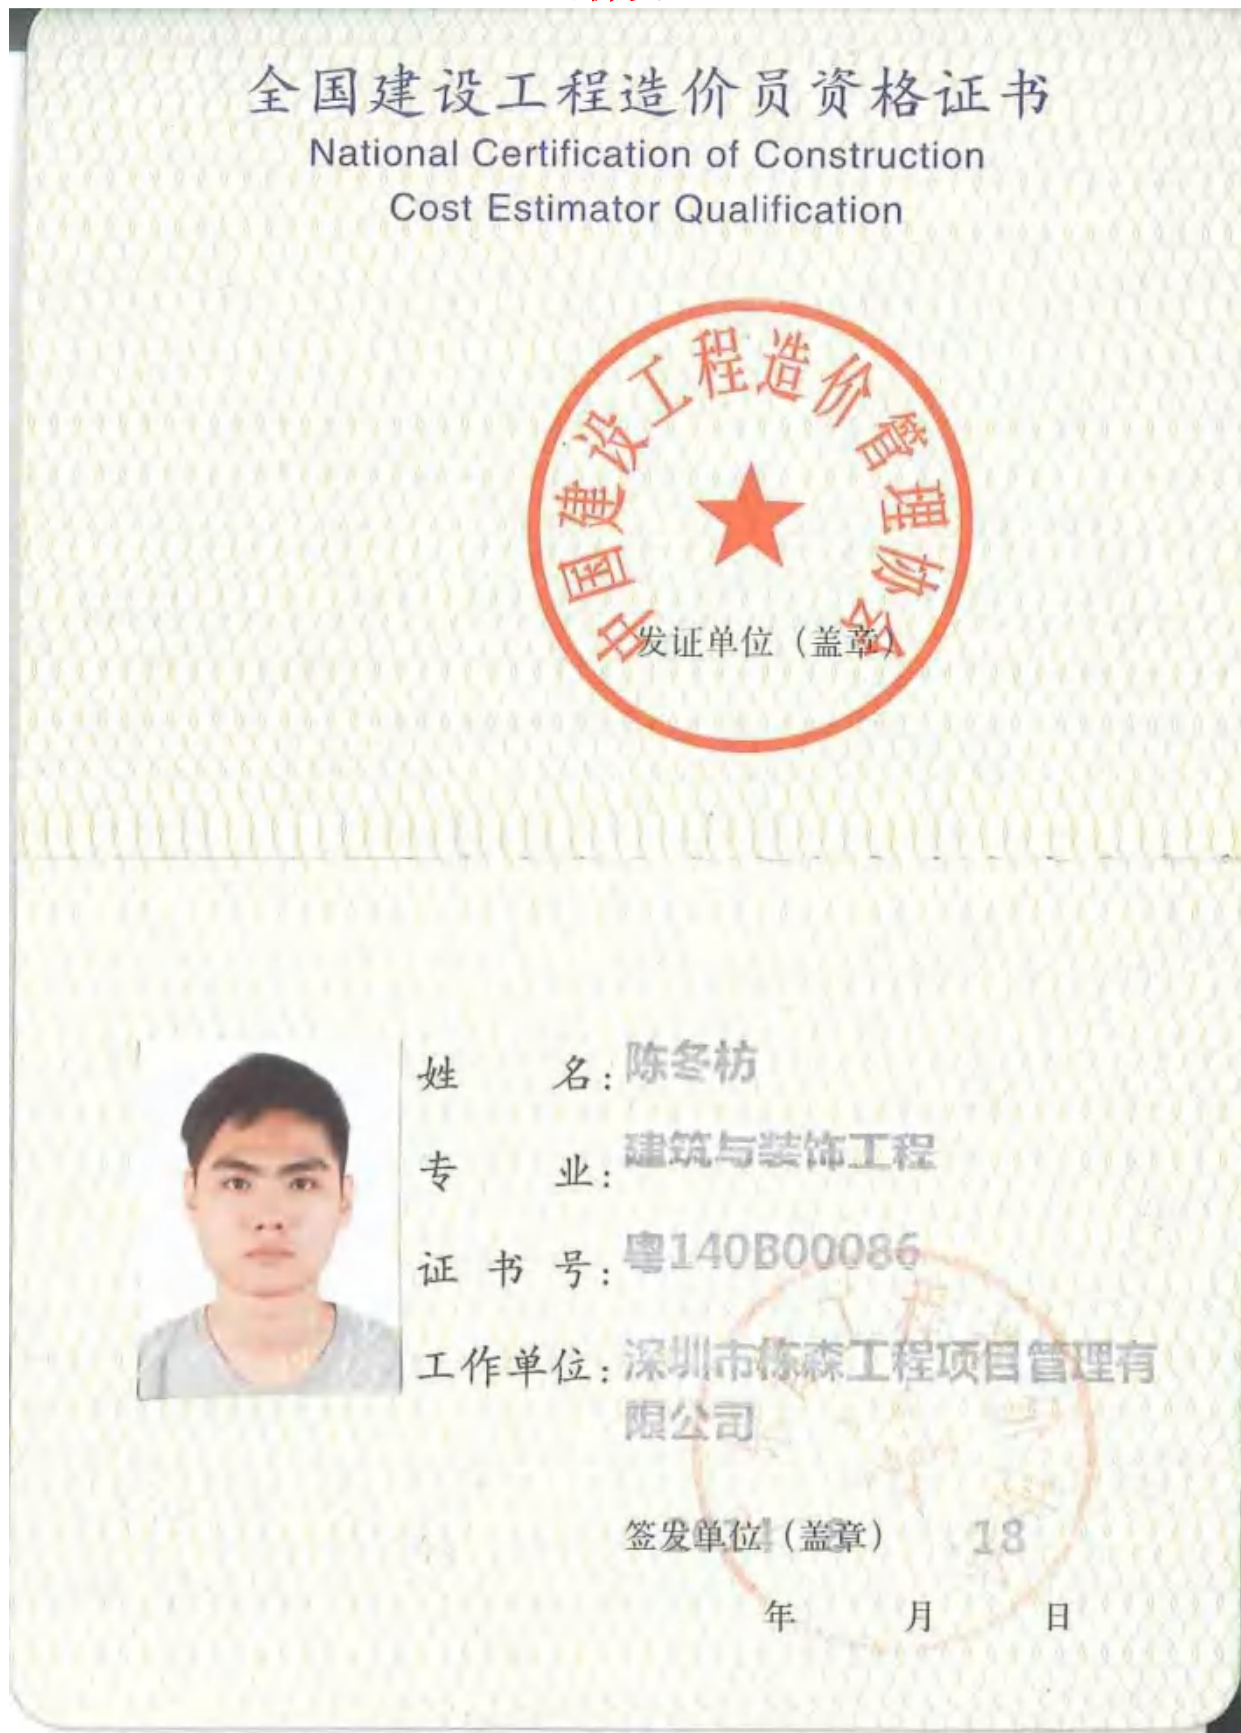 全国建设工程造价员资格证书
National Certification of Construction
Cost Estimator Qualification
中国建设工程造价管理协会
发证单位（盖章）
姓 名：陈冬枋
专 业：建筑与装饰工程
证 书 号：粤140B00086
工作单位：深圳市栋森工程项目管理有
限公司
签发单位（盖章） 18
年 月 日